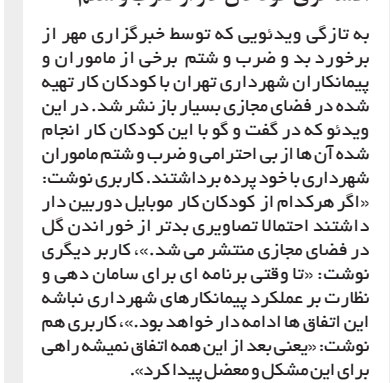 به تازگی ویدئویی که توسط خبرگزاری مهر از
برخورد بد و ضرب و شتم برخی از ماموران و
پیمانکاران شهرداری تهران با کودکان کار تهیه
شده در فضای مجازی بسیار باز نشر شد. در این
ویدئو که در گفت و گو با این کودکان کار انجام
شده آن ها از بی احترامی و ضرب و شتم ماموران
شهرداری با خود پرده برداشتند. کاربری نوشت:
«اگر هرکدام از کودکان کار موبایل دوربین دار
داشتند احتمالا تصاویری بدتر از خوراندن گل
در فضای مجازی منتشر می شد.»، کاربر دیگری
نوشت: «تا وقتی برنامه ای برای سامان دهی و
نظارت بر عملکرد پیمانکارهای شهرداری نباشه
این اتفاق ها ادامه دار خواهد بود.»، کاربری هم
نوشت: «یعنی بعد از این همه اتفاق نمیشه راهی
برای این مشکل و معضل پیدا کرد».